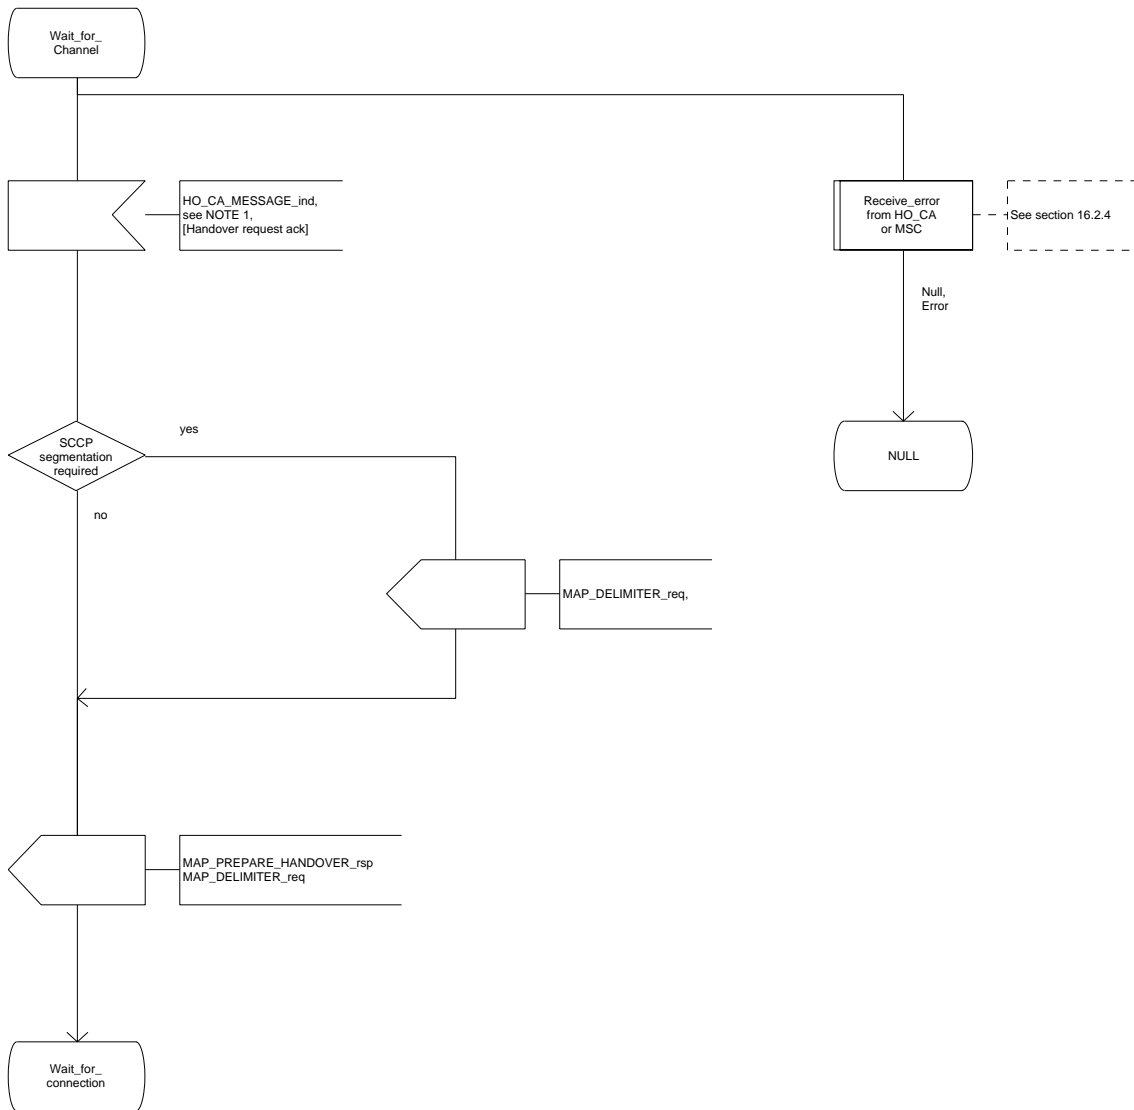 Wait_for_
Channel
HO_CA_MESSAGE_ind,
see NOTE 1,
[Handover request ack]
Receive_error
from HO_CA
or MSC
See section 16.2.4
Null,
Error
SCCP
segmentation
required
yes
no
NULL
MAP_DELIMITER_req,
MAP_PREPARE_HANDOVER_rsp
MAP_DELIMITER_req
Wait_for_
connection